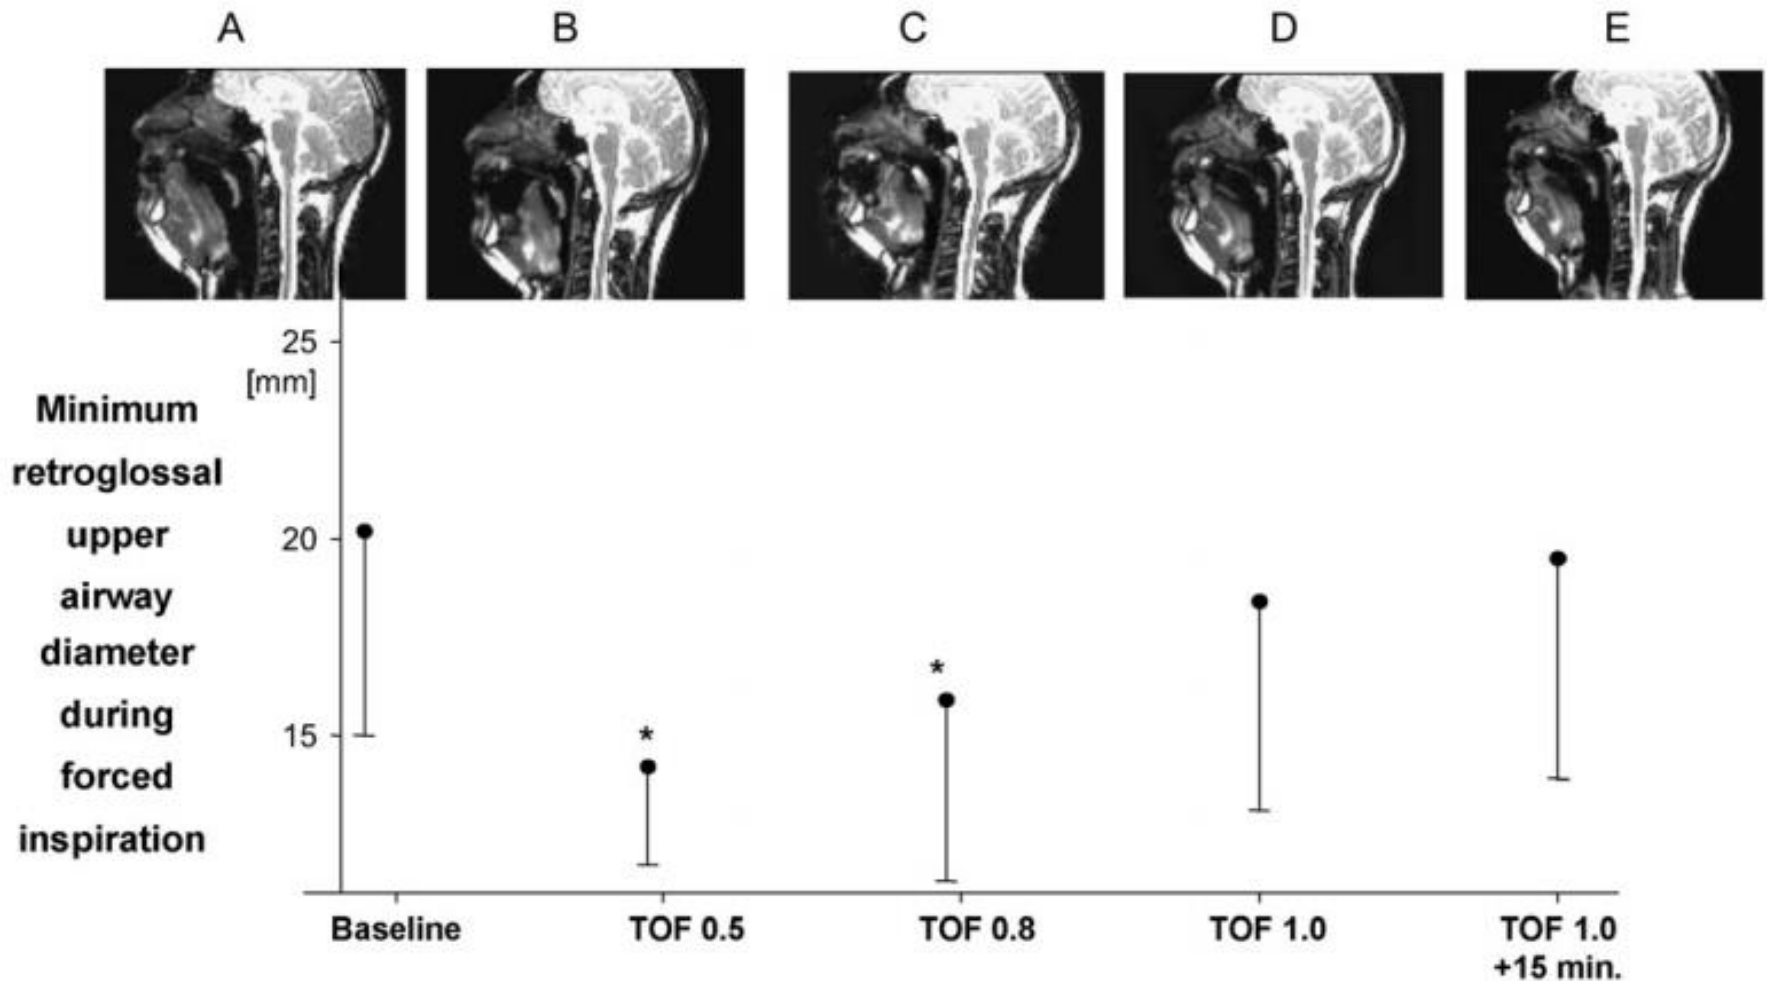 A B C D E
25
[mm]
Minimum
retroglossal
upper
20
airway
diameter
during
15
forced
inspiration
*
*
Baseline TOF 0.5 TOF 0.8 TOF 1.0 TOF 1.0
+15 min.